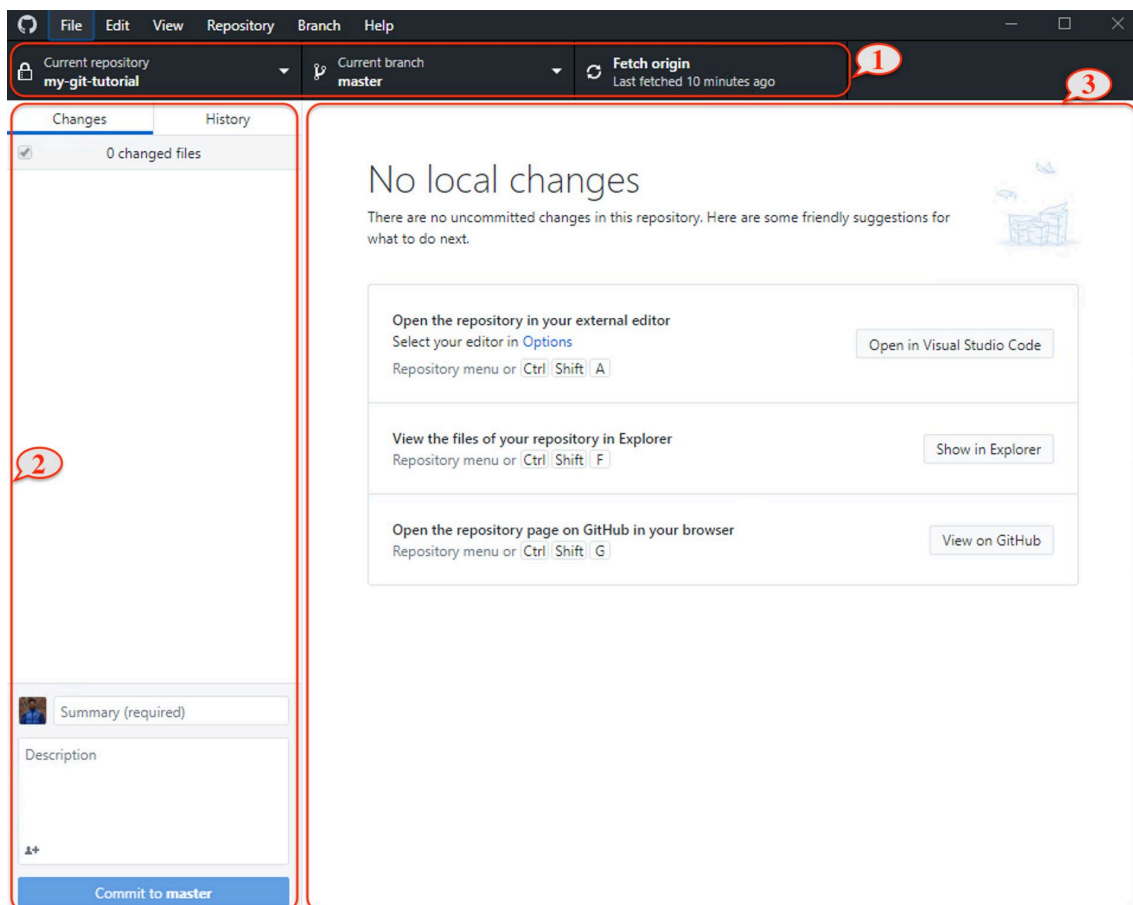 File Edit View Repository Branch Help
Current repository
my-git-tutorial
Current branch
master
Fetch origin
Last fetched 10 minutes ago
1
3
Changes History
0 changed files
No local changes
There are no uncommitted changes in this repository. Here are some friendly suggestions for
what to do next.
Open the repository in your external editor
Select your editor in Options
Repository menu or Ctrl Shift A
Open in Visual Studio Code
View the files of your repository in Explorer
Repository menu or Ctrl Shift F
Show in Explorer
2
Open the repository page on GitHub in your browser
Repository menu or Ctrl Shift G
View on GitHub
Summary (required)
Description
Commit to master